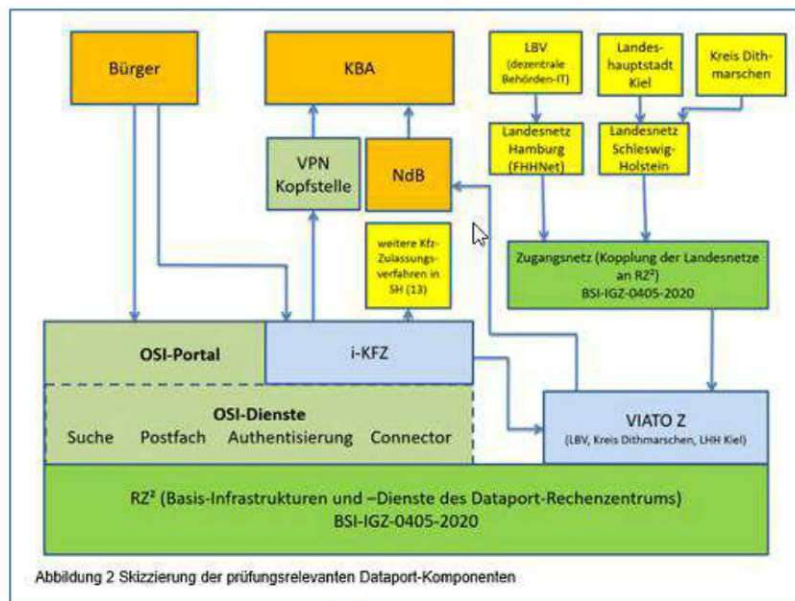 Bürger
KBA
LBV
(dezentrale
Behörden-IT)
Landes-
hauptstadt
Kiel
Kreis Dith-
marschen
VPN
Kopfstelle
NdB
Landesnetz
Hamburg
(FHHNet)
Landesnetz
Schleswig-
Holstein
weitere Kfz-
Zulassungs-
verfahren in
SH (13)
Zugangsnetz (Kopplung der Landesnetze
an RZ²)
BSI-IGZ-0405-2020
OSI-Portal
i-KFZ
OSI-Dienste
Suche Postfach Authentisierung Connector
VIATO Z
(LBV, Kreis Dithmarschen, LHH Kiel)
RZ² (Basis-Infrastrukturen und –Dienste des Dataport-Rechenzentrums)
BSI-IGZ-0405-2020
Abbildung 2 Skizzierung der prüfungsrelevanten Dataport-Komponenten